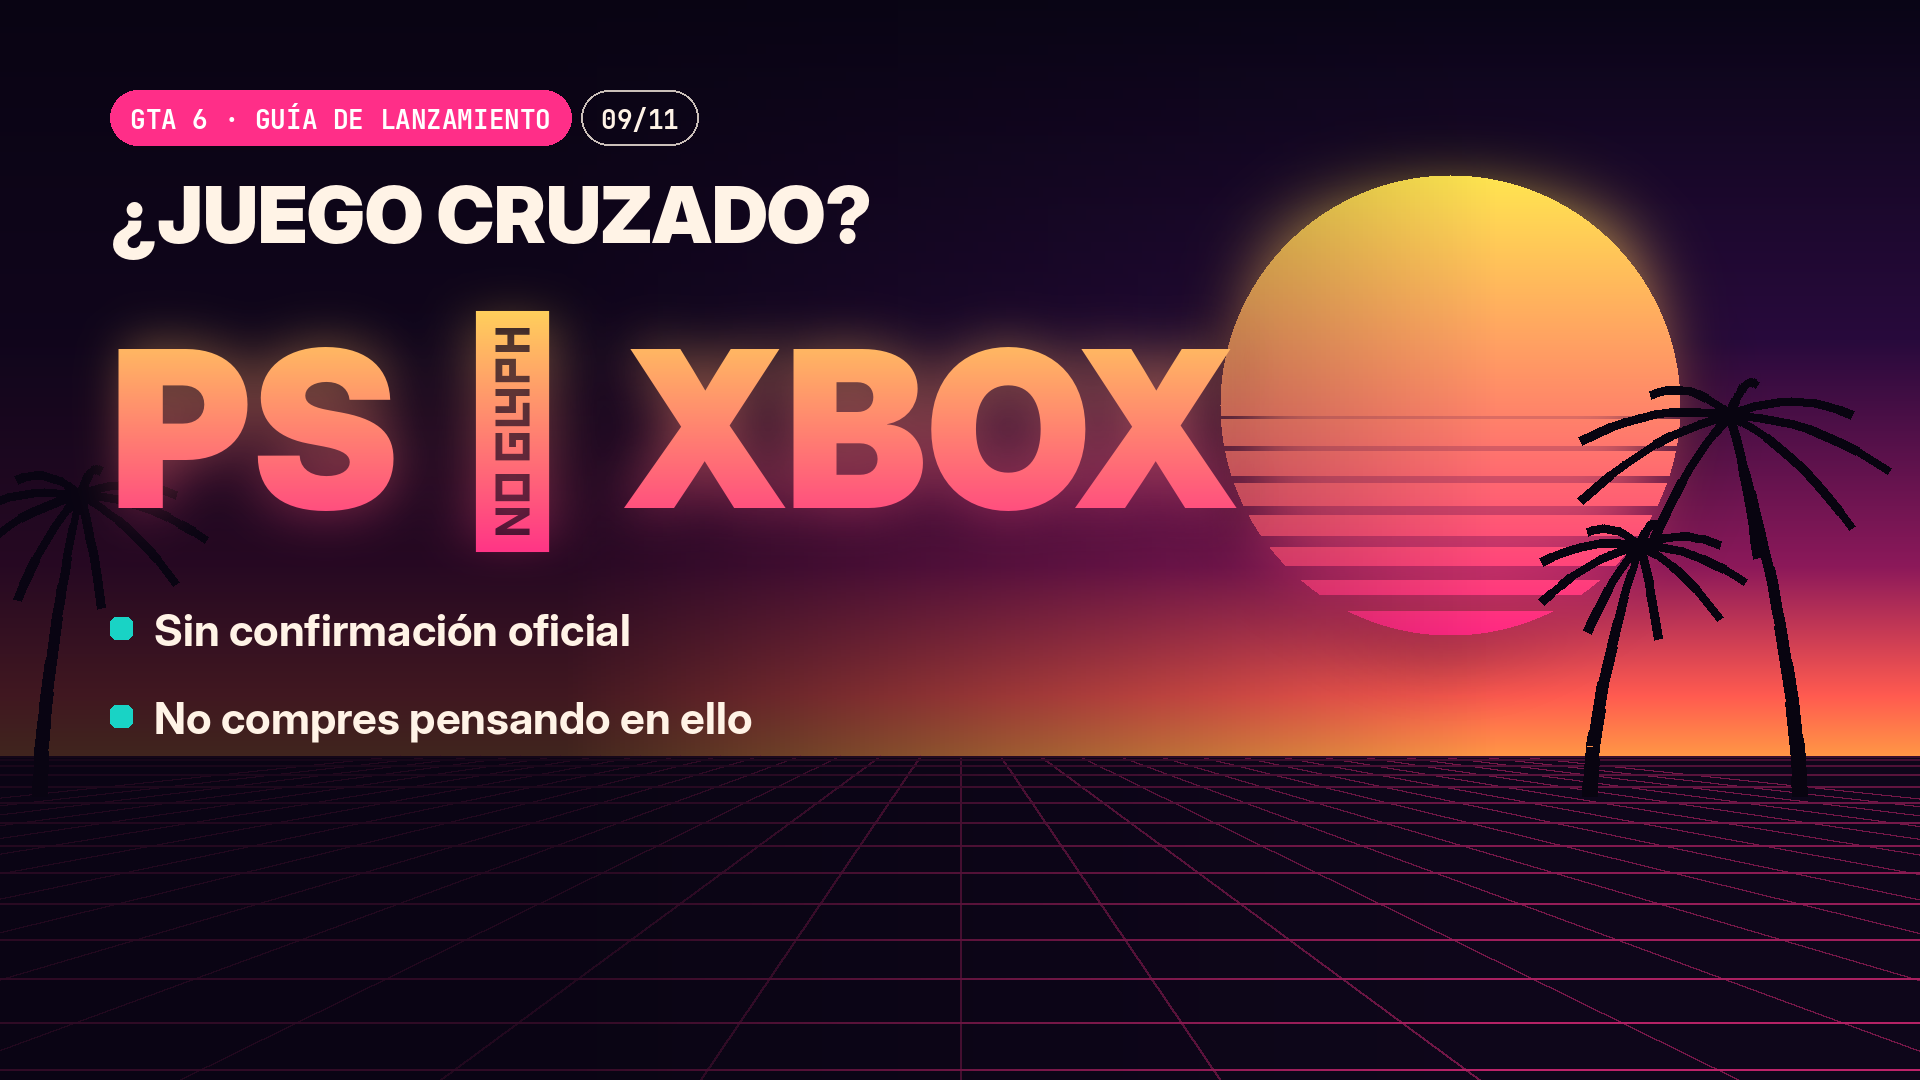 GTA 6 · GUÍA DE LANZAMIENTO 09/11
¿JUEGO CRUZADO?
PS NO GLYPH XBOX
Sin confirmación oficial
No compres pensando en ello